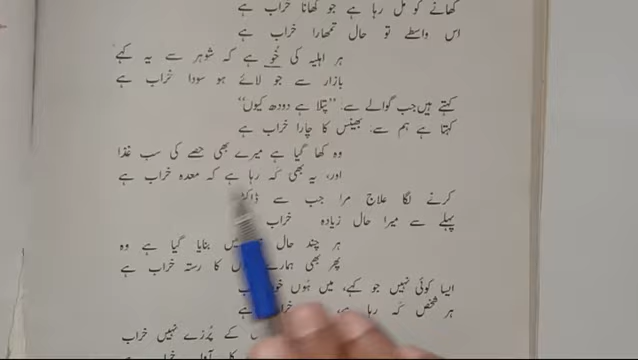 کھانے کو مل رہا ہے جو کھانا خراب ہے
اس واسطے تو حال تمھارا خراب ہے
ہر اہلیہ کی خُو ہے کہ شوہر سے یہ کہے
بازار سے جو لائے ہو سودا خراب ہے
کہتے ہیں جب گوالے سے: "پتلا ہے دودھ کیوں"
کہتا ہے ہم سے: بھینس کا چارا خراب ہے
وہ کھا گیا ہے میرے بھی حصے کی سب غذا
اور، یہ بھی کَہ رہا ہے کہ معدہ خراب ہے
کرنے لگا علاج مرا جب سے
پہلے سے میرا حال زیادہ خراب
ہر چند حال میں بنایا گیا ہے وہ
پھر بھی ہمارے کا رستہ خراب ہے
ایسا کوئی نہیں جو کہے، میں ہُوں
ہر شخص کَہ رہا ہے، ہے
کے پُرزے نہیں خراب